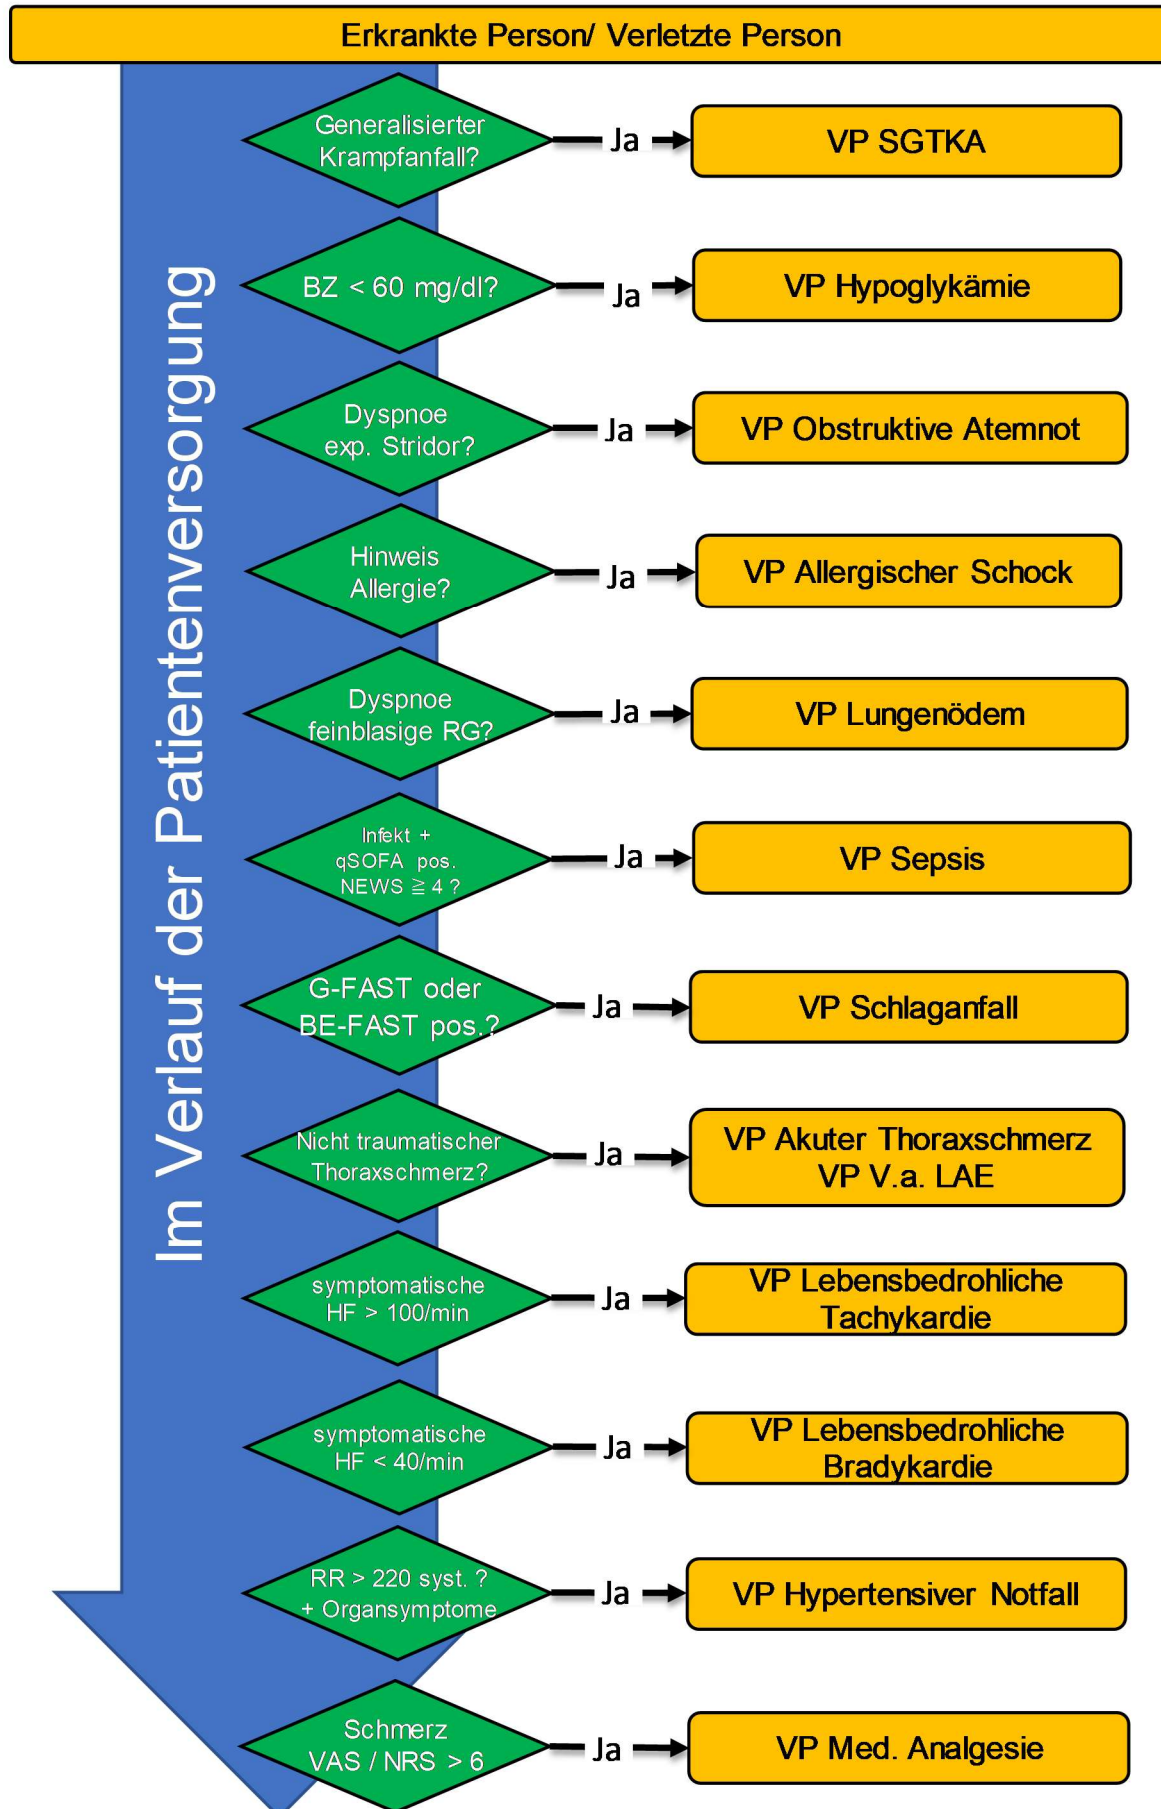 Erkrankte Person/ Verletzte Person
Im Verlauf der Patientenversorgung
Generalisierter
Krampfanfall?
Ja
VP SGTKA
BZ < 60 mg/dl?
Ja
VP Hypoglykämie
Dyspnoe
exp. Stridor?
Ja
VP Obstruktive Atemnot
Hinweis
Allergie?
Ja
VP Allergischer Schock
Dyspnoe
feinblasige RG?
Ja
VP Lungenödem
Infekt +
qSOFA pos.
NEWS ≧ 4 ?
Ja
VP Sepsis
G-FAST oder
BE-FAST pos.?
Ja
VP Schlaganfall
Nicht traumatischer
Thoraxschmerz?
Ja
VP Akuter Thoraxschmerz
VP V.a. LAE
symptomatische
HF > 100/min
Ja
VP Lebensbedrohliche
Tachykardie
symptomatische
HF < 40/min
Ja
VP Lebensbedrohliche
Bradykardie
RR > 220 syst. ?
+ Organsymptome
Ja
VP Hypertensiver Notfall
Schmerz
VAS / NRS > 6
Ja
VP Med. Analgesie